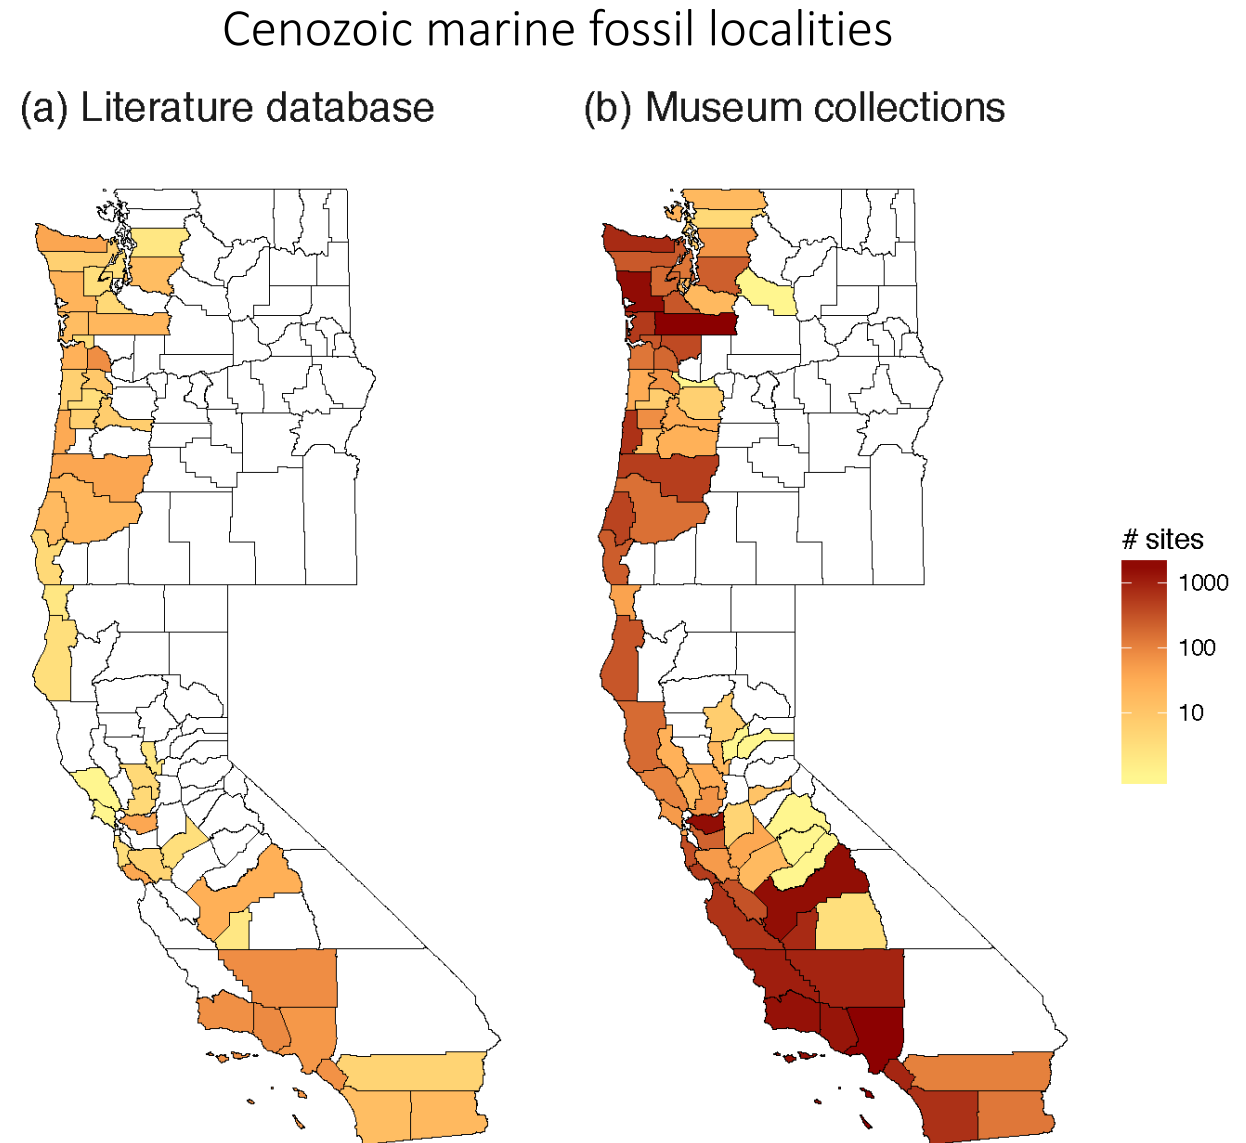 Cenozoic marine fossil localities
(a) Literature database
(b) Museum collections
# sites
1000
100
10